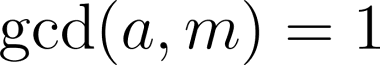 gcd(a, m) = 1